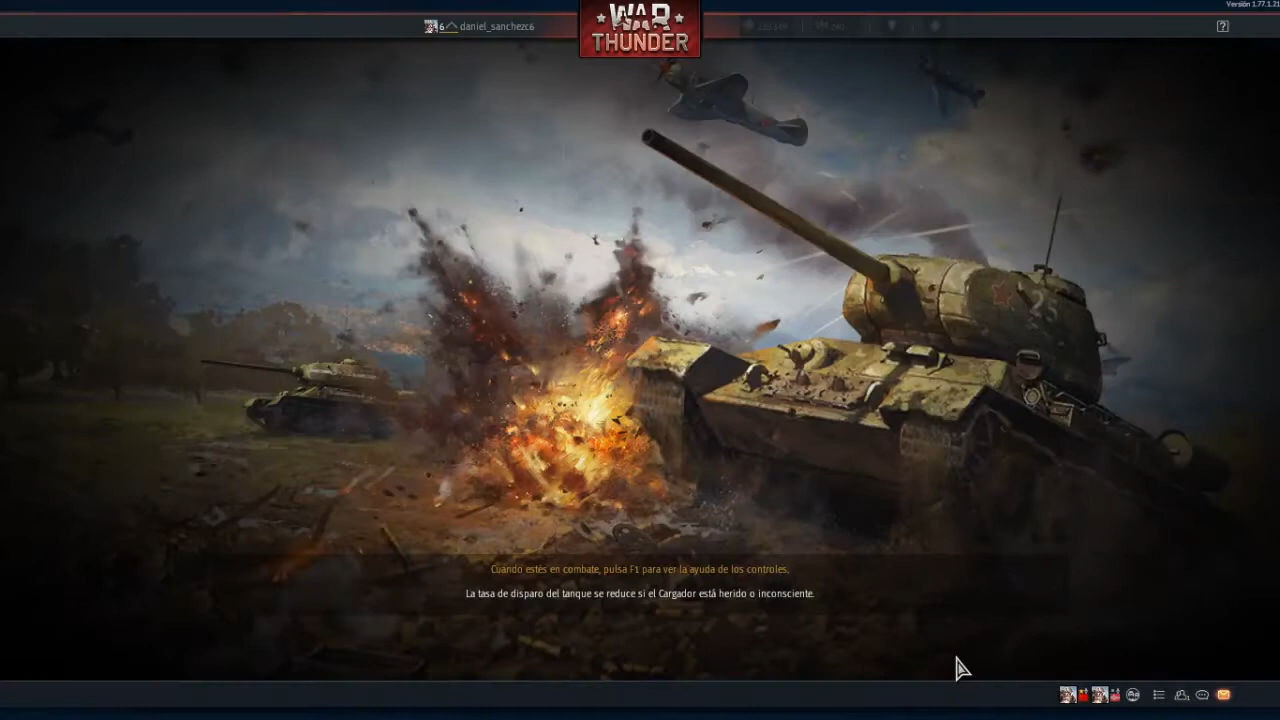 Versión 1.77.1.21
6 daniel_sanchezc6
WAR
THUNDER
?
25
Cuando estés en combate, pulsa F1 para ver la ayuda de los controles.
La tasa de disparo del tanque se reduce si el Cargador está herido o inconsciente.